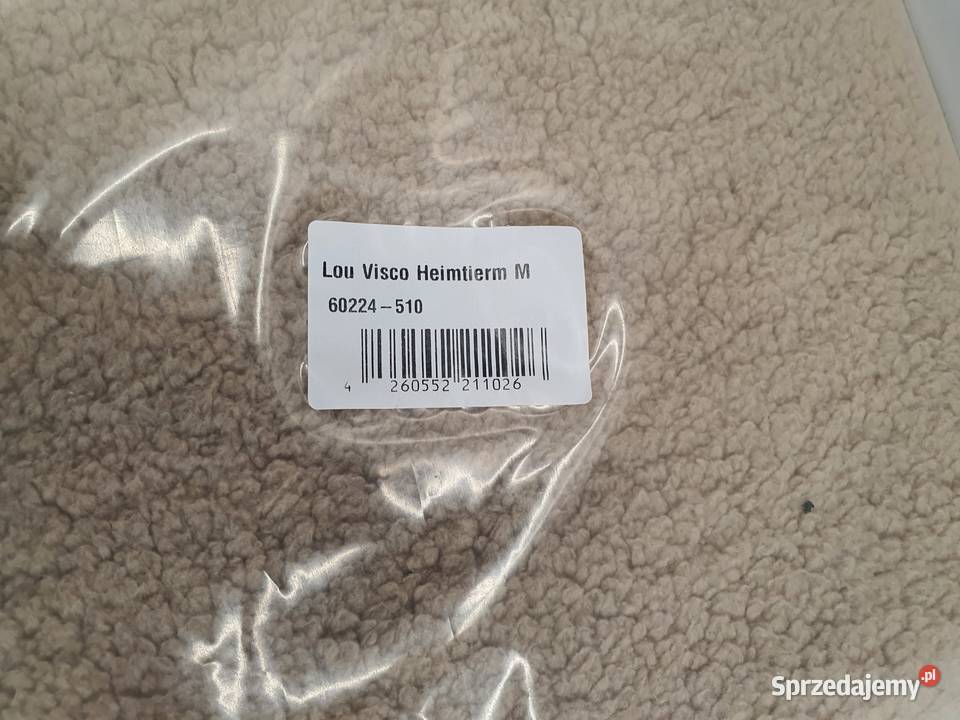 Lou Visco Heimtierm M
60224-510
4 260552 211026
Sprzedajemy.pl